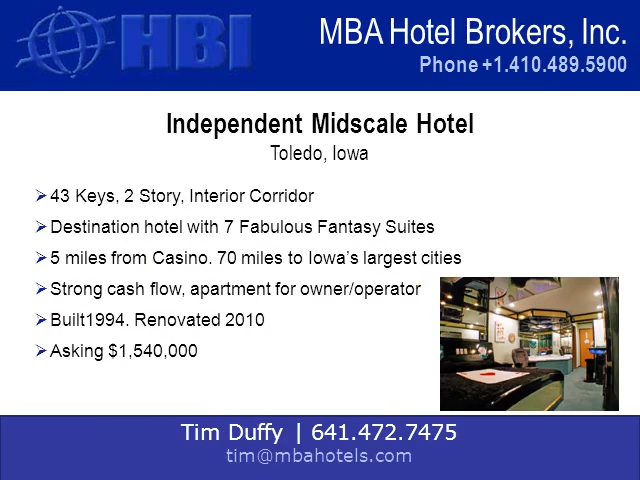 HBI
MBA Hotel Brokers, Inc.
Phone +1.410.489.5900
Independent Midscale Hotel
Toledo, Iowa
43 Keys, 2 Story, Interior Corridor
Destination hotel with 7 Fabulous Fantasy Suites
5 miles from Casino. 70 miles to Iowa’s largest cities
Strong cash flow, apartment for owner/operator
Built1994. Renovated 2010
Asking $1,540,000
Tim Duffy | 641.472.7475
tim@mbahotels.com